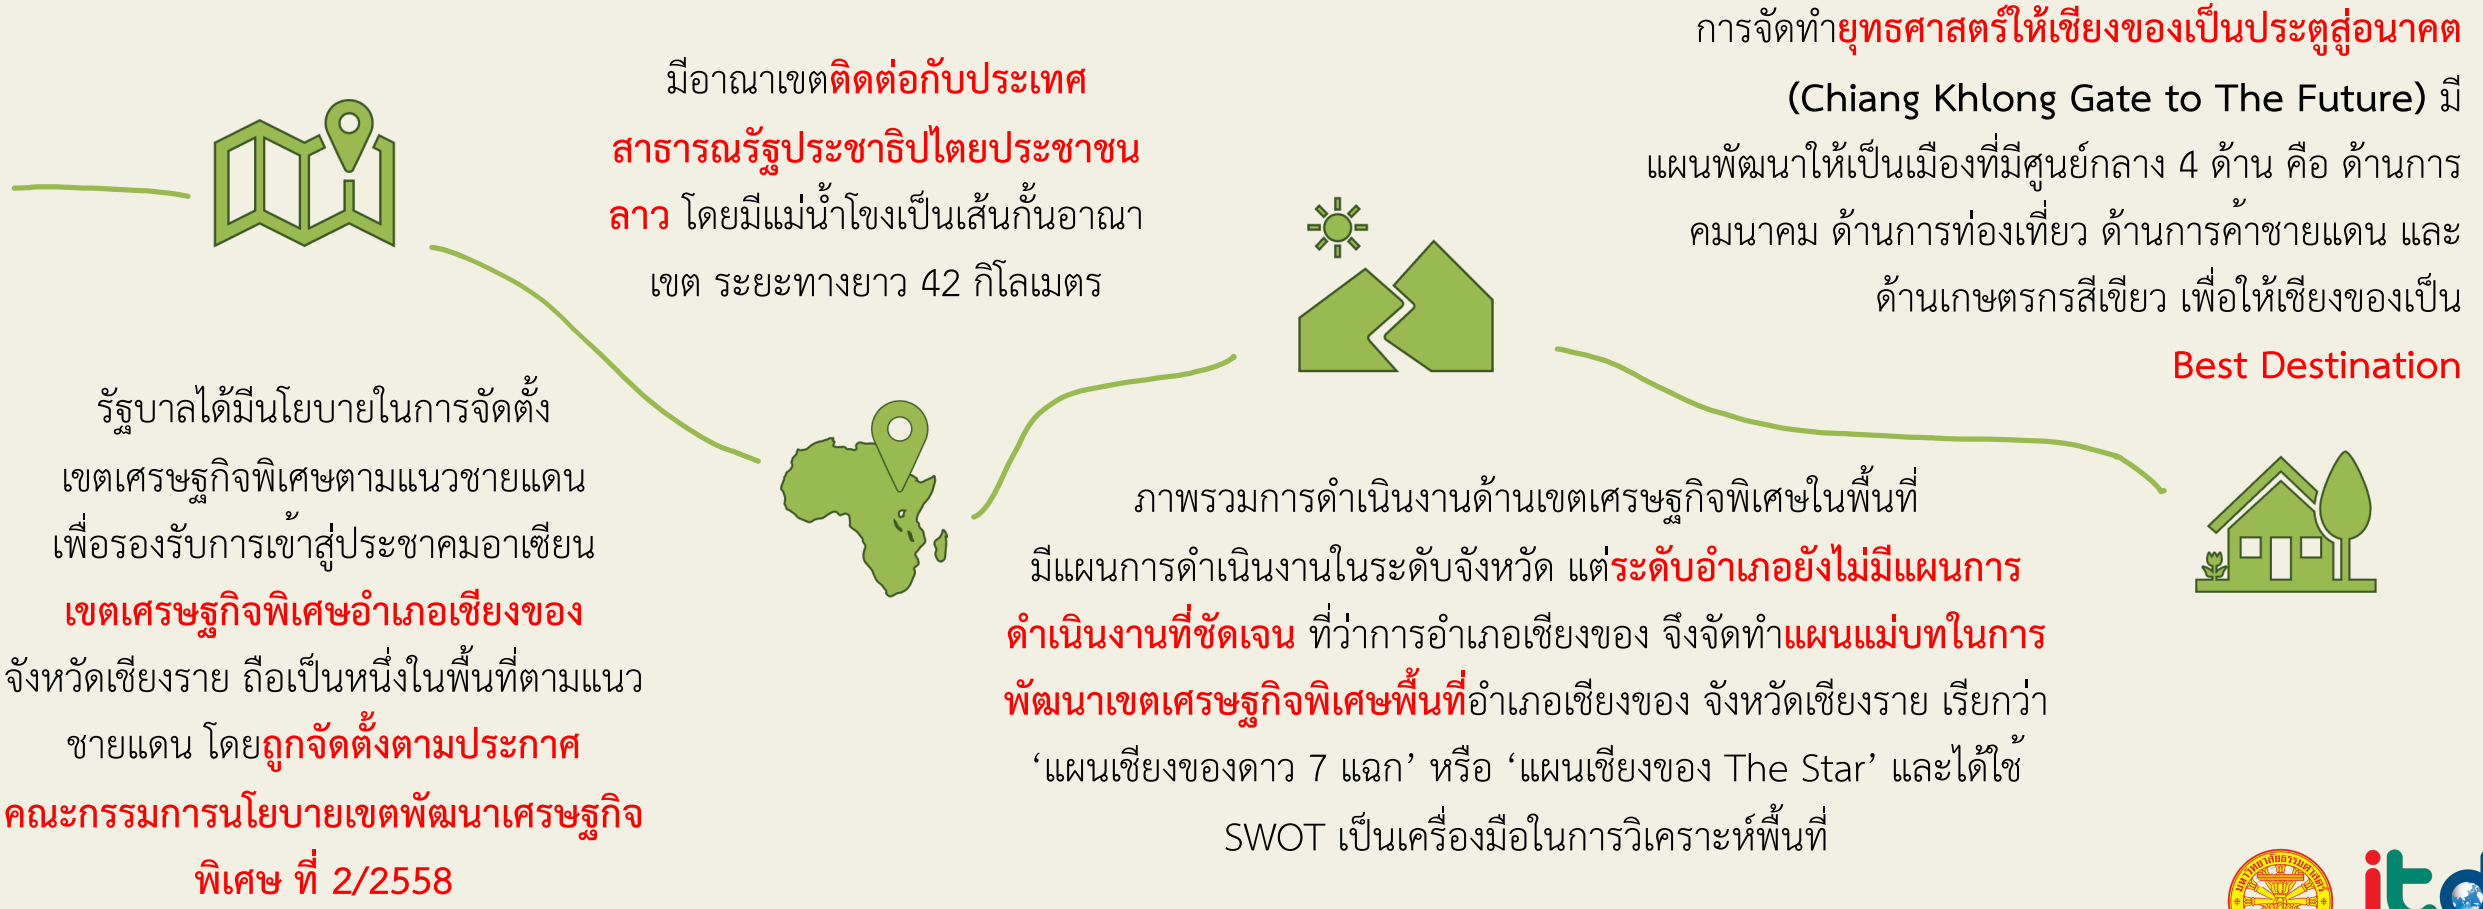 รัฐบาลได้มีนโยบายในการจัดตั้ง
เขตเศรษฐกิจพิเศษตามแนวชายแดน
เพื่อรองรับการเข้าสู่ประชาคมอาเซียน
เขตเศรษฐกิจพิเศษอำเภอเชียงของ
จังหวัดเชียงราย ถือเป็นหนึ่งในพื้นที่ตามแนว
ชายแดน โดยถูกจัดตั้งตามประกาศ
คณะกรรมการนโยบายเขตพัฒนาเศรษฐกิจ
พิเศษ ที่ 2/2558
มีอาณาเขตติดต่อกับประเทศ
สาธารณรัฐประชาธิปไตยประชาชน
ลาว โดยมีแม่น้ำโขงเป็นเส้นกั้นอาณา
เขต ระยะทางยาว 42 กิโลเมตร
ภาพรวมการดำเนินงานด้านเขตเศรษฐกิจพิเศษในพื้นที่
มีแผนการดำเนินงานในระดับจังหวัด แต่ระดับอำเภอยังไม่มีแผนการ
ดำเนินงานที่ชัดเจน ที่ว่าการอำเภอเชียงของ จึงจัดทำแผนแม่บทในการ
พัฒนาเขตเศรษฐกิจพิเศษพื้นที่อำเภอเชียงของ จังหวัดเชียงราย เรียกว่า
‘แผนเชียงของดาว 7 แฉก’ หรือ ‘แผนเชียงของ The Star’ และได้ใช้
SWOT เป็นเครื่องมือในการวิเคราะห์พื้นที่
การจัดทำยุทธศาสตร์ให้เชียงของเป็นประตูสู่อนาคต
(Chiang Khlong Gate to The Future) มี
แผนพัฒนาให้เป็นเมืองที่มีศูนย์กลาง 4 ด้าน คือ ด้านการ
คมนาคม ด้านการท่องเที่ยว ด้านการค้าชายแดน และ
ด้านเกษตรกรสีเขียว เพื่อให้เชียงของเป็น
Best Destination